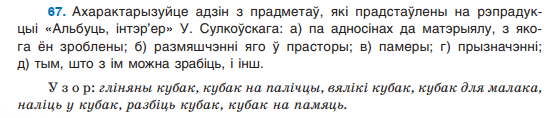 67. Ахарактарызуйце адзін з прадметаў, які прадстаўлены на рэпрадук-
цыі «Альбуць, інтэр'ер» У. Сулкоўскага: а) па адносінах да матэрыялу, з яко-
га ён зроблены; б) размяшчэнні яго ў прасторы; в) памеры; г) прызначэнні;
д) тым, што з ім можна зрабіць, і інш.
Узор: гліняны кубак, кубак на палічцы, вялікі кубак, кубак для малака,
наліць у кубак, разбіць кубак, кубак на памяць.